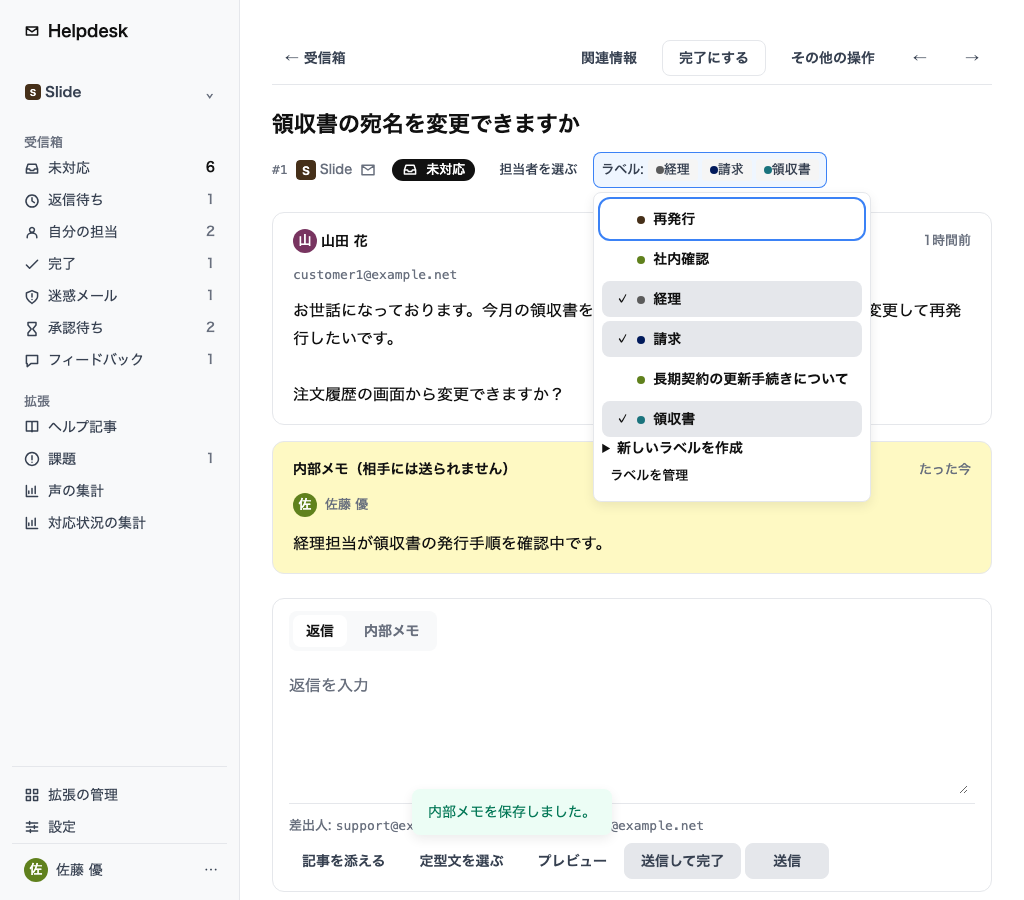 Helpdesk
S Slide
受信箱
未対応 6
返信待ち 1
自分の担当 2
完了 1
迷惑メール 1
承認待ち 2
フィードバック 1
拡張
ヘルプ記事
課題 1
声の集計
対応状況の集計
拡張の管理
設定
佐 佐藤 優 …
← 受信箱 関連情報 完了にする その他の操作 ← →
領収書の宛名を変更できますか
#1 S Slide 未対応 担当者を選ぶ ラベル: 経理 請求 領収書
再発行
社内確認
✓ 経理
✓ 請求
長期契約の更新手続きについて
✓ 領収書
▶ 新しいラベルを作成
ラベルを管理
山 山田 花 1時間前
customer1@example.net
お世話になっております。今月の領収書を 変更して再発
行したいです。
注文履歴の画面から変更できますか？
内部メモ（相手には送られません） たった今
佐 佐藤 優
経理担当が領収書の発行手順を確認中です。
返信 内部メモ
返信を入力
内部メモを保存しました。
差出人: support@ex @example.net
記事を添える 定型文を選ぶ プレビュー 送信して完了 送信